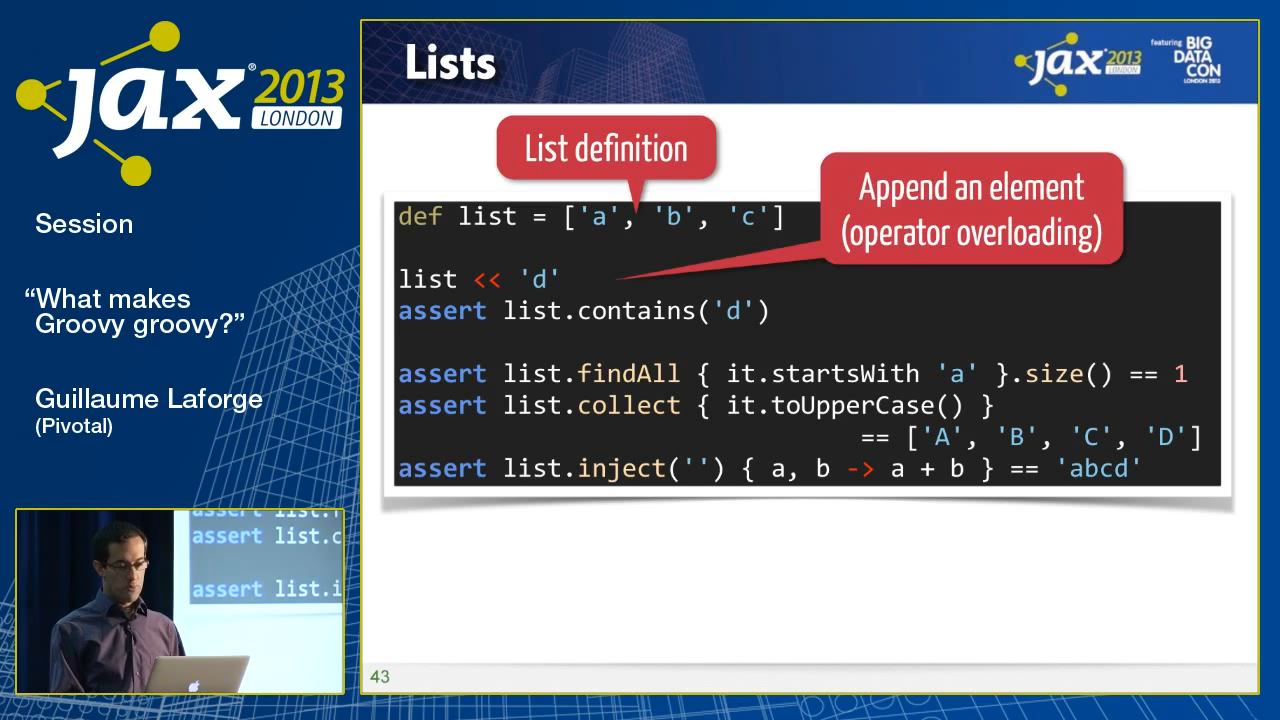 jax® 2013
LONDON
Session
“What makes
Groovy groovy?”
Guillaume Laforge
(Pivotal)
Lists
jax® 2013
LONDON
featuring BIG
DATA
CON
LONDON 2013
List definition
Append an element
(operator overloading)
def list = ['a', 'b', 'c']
list << 'd'
assert list.contains('d')
assert list.findAll { it.startsWith 'a' }.size() == 1
assert list.collect { it.toUpperCase() }
== ['A', 'B', 'C', 'D']
assert list.inject('') { a, b -> a + b } == 'abcd'
43
assert list.f
assert list.c
assert list.i